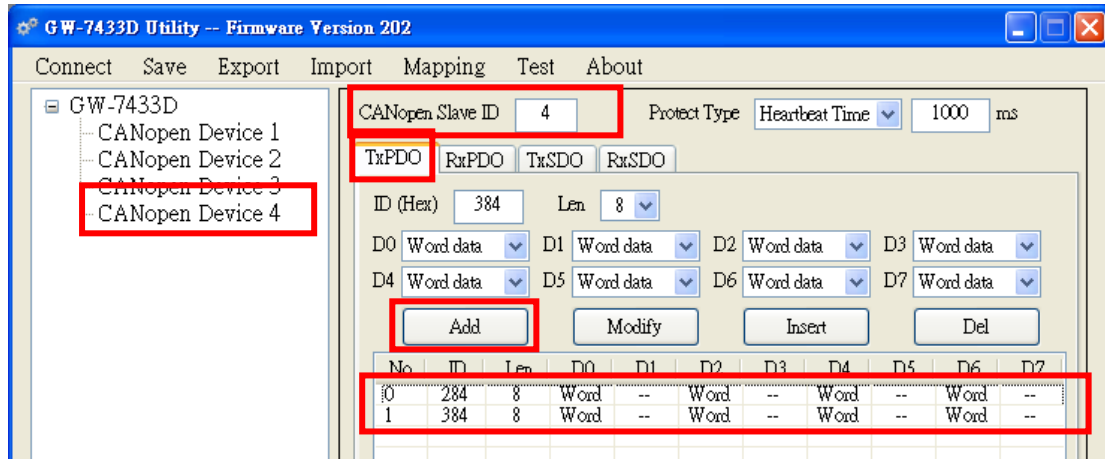 GW-7433D Utility -- Firmware Version 202
Connect Save Export Import Mapping Test About
GW-7433D
CANopen Device 1
CANopen Device 2
CANopen Device 3
CANopen Device 4
CANopen Slave ID 4 Protect Type Heartbeat Time 1000 ms
TxPDO RxPDO TxSDO RxSDO
ID (Hex) 384 Len 8
D0 Word data D1 Word data D2 Word data D3 Word data
D4 Word data D5 Word data D6 Word data D7 Word data
Add Modify Insert Del
No ID Len D0 D1 D2 D3 D4 D5 D6 D7
0 284 8 Word -- Word -- Word -- Word --
1 384 8 Word -- Word -- Word -- Word --